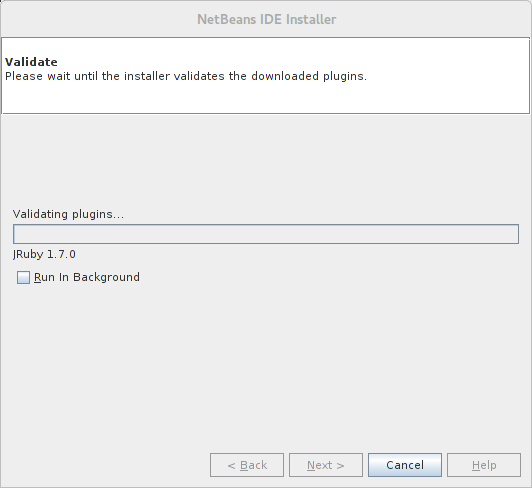 NetBeans IDE Installer
Validate
Please wait until the installer validates the downloaded plugins.
Validating plugins...
JRuby 1.7.0
Run In Background
< Back Next > Cancel Help